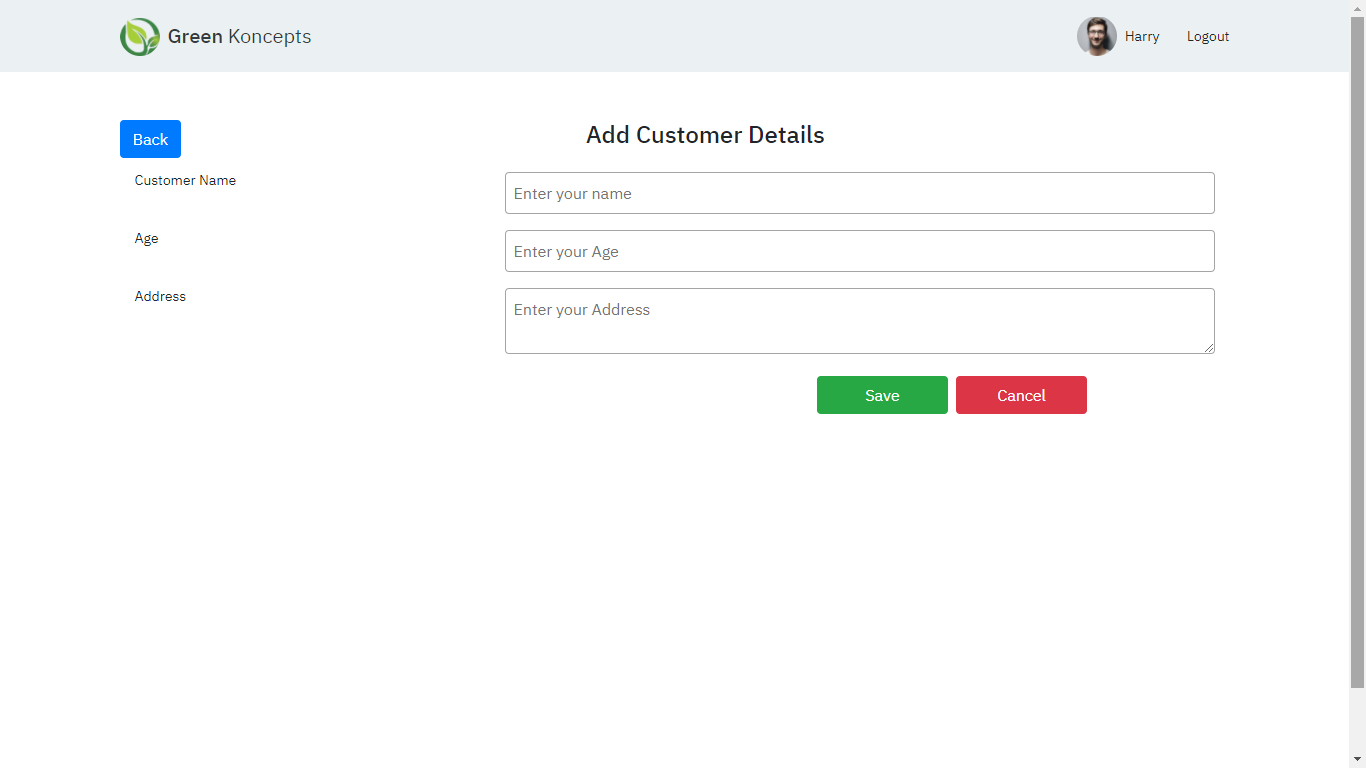 Green Koncepts
Harry
Logout
Back
Add Customer Details
Customer Name
Enter your name
Age
Enter your Age
Address
Enter your Address
Save
Cancel